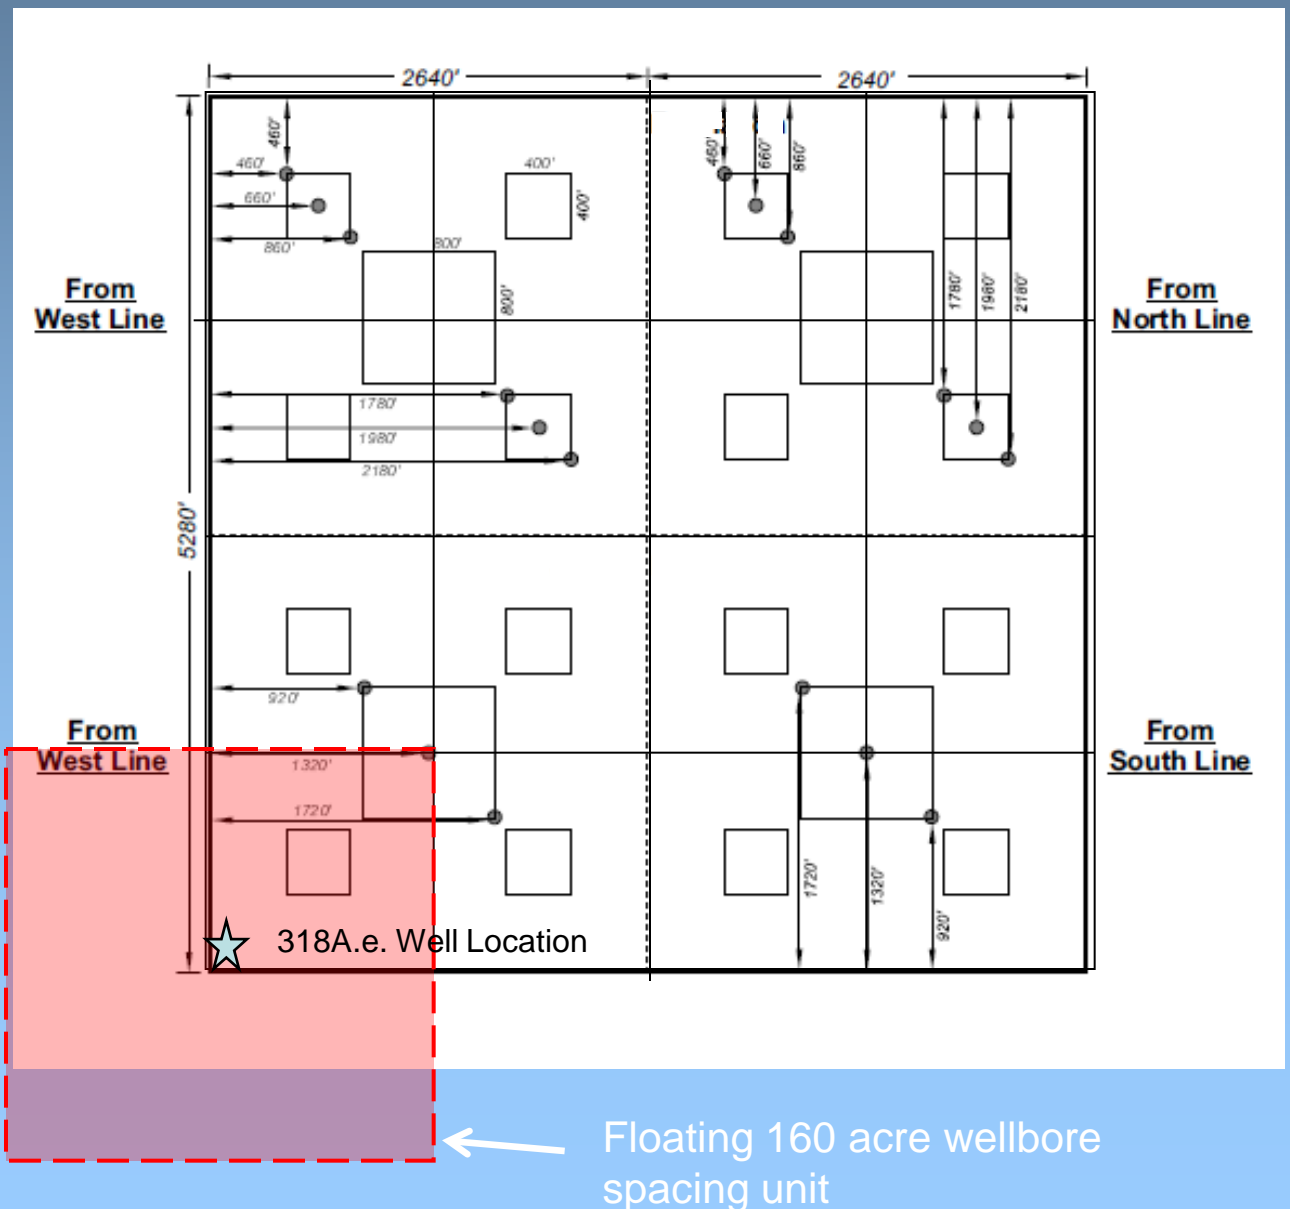 2640'
2640'
460'
460'
660'
860'
400'
400'
800'
800'
460'
660'
860'
1780'
1980'
2180'
From
West Line
From
North Line
1780'
1980'
2180'
5280'
920'
From
West Line
1320'
1720'
From
South Line
1720'
1320'
920'
318A.e. Well Location
Floating 160 acre wellbore
spacing unit